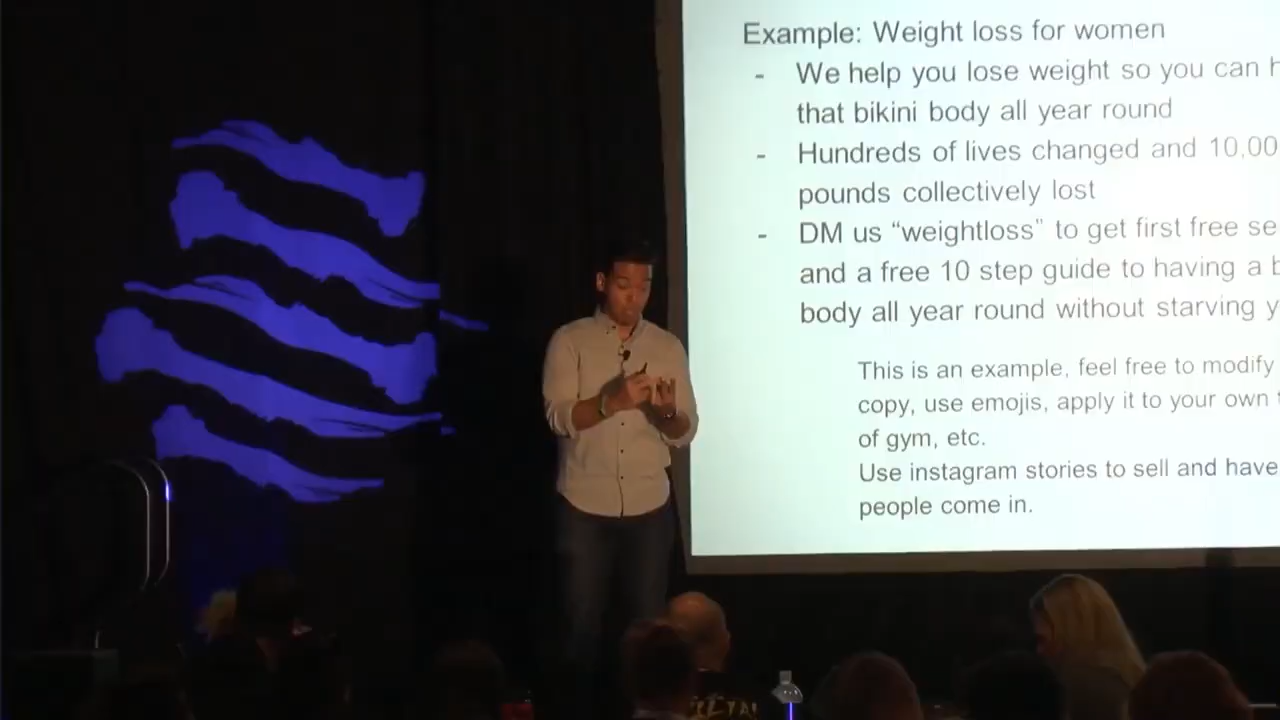 Example: Weight loss for women
- We help you lose weight so you can
that bikini body all year round
- Hundreds of lives changed and 10,00
pounds collectively lost
- DM us “weightloss” to get first free se
and a free 10 step guide to having a
body all year round without starving
This is an example, feel free to modify
copy, use emojis, apply it to your own
of gym, etc.
Use instagram stories to sell and have
people come in.